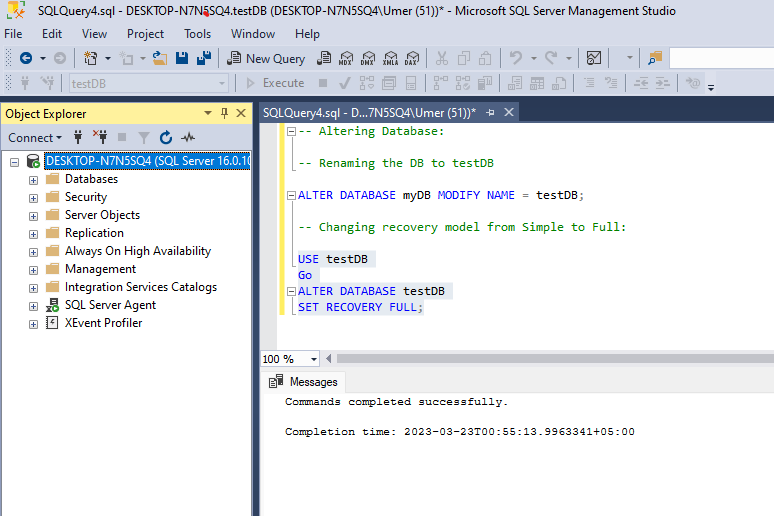 SQLQuery4.sql - DESKTOP-N7N5SQ4.testDB (DESKTOP-N7N5SQ4\Umer (51))* - Microsoft SQL Server Management Studio
File Edit View Project Tools Window Help
New Query MDX DMX XMLA DAX
testDB Execute
Object Explorer
Connect
DESKTOP-N7N5SQ4 (SQL Server 16.0.10
Databases
Security
Server Objects
Replication
Always On High Availability
Management
Integration Services Catalogs
SQL Server Agent
XEvent Profiler
SQLQuery4.sql - D...7N5SQ4\Umer (51))*
-- Altering Database:
-- Renaming the DB to testDB
ALTER DATABASE myDB MODIFY NAME = testDB;
-- Changing recovery model from Simple to Full:
USE testDB
Go
ALTER DATABASE testDB
SET RECOVERY FULL;
100 %
Messages
Commands completed successfully.
Completion time: 2023-03-23T00:55:13.9963341+05:00